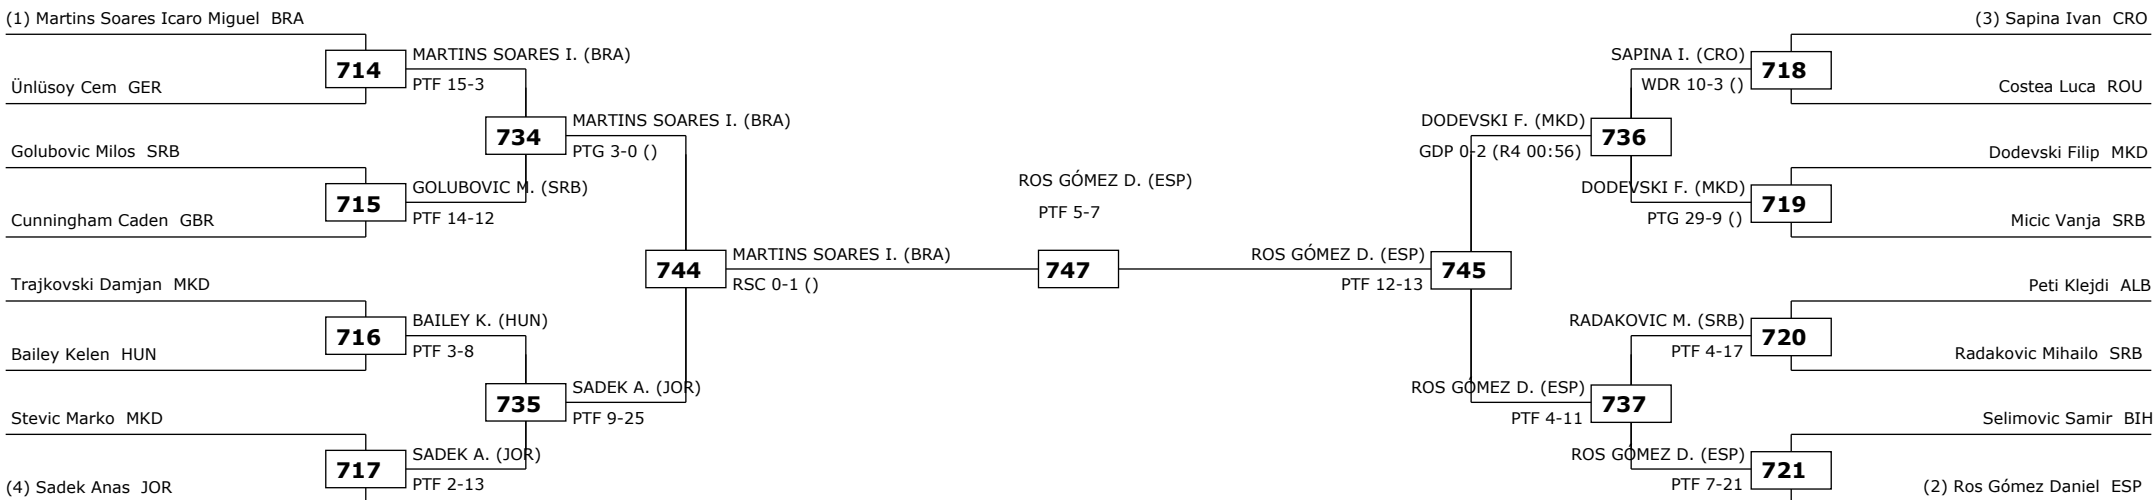 (1) Martins Soares Icaro Miguel BRA
714
MARTINS SOARES I. (BRA)
PTF 15-3
Ünlüsoy Cem GER
734
MARTINS SOARES I. (BRA)
PTG 3-0 ()
Golubovic Milos SRB
715
GOLUBOVIC M. (SRB)
PTF 14-12
Cunningham Caden GBR
744
MARTINS SOARES I. (BRA)
RSC 0-1 ()
Trajkovski Damjan MKD
716
BAILEY K. (HUN)
PTF 3-8
Bailey Kelen HUN
735
SADEK A. (JOR)
PTF 9-25
Stevic Marko MKD
717
SADEK A. (JOR)
PTF 2-13
(4) Sadek Anas JOR
ROS GÓMEZ D. (ESP)
PTF 5-7
747
(3) Sapina Ivan CRO
SAPINA I. (CRO)
718
WDR 10-3 ()
Costea Luca ROU
DODEVSKI F. (MKD)
736
GDP 0-2 (R4 00:56)
Dodevski Filip MKD
DODEVSKI F. (MKD)
719
PTG 29-9 ()
Micic Vanja SRB
ROS GÓMEZ D. (ESP)
745
PTF 12-13
Peti Klejdi ALB
RADAKOVIC M. (SRB)
720
PTF 4-17
Radakovic Mihailo SRB
ROS GÓMEZ D. (ESP)
737
PTF 4-11
Selimovic Samir BIH
ROS GÓMEZ D. (ESP)
721
PTF 7-21
(2) Ros Gómez Daniel ESP